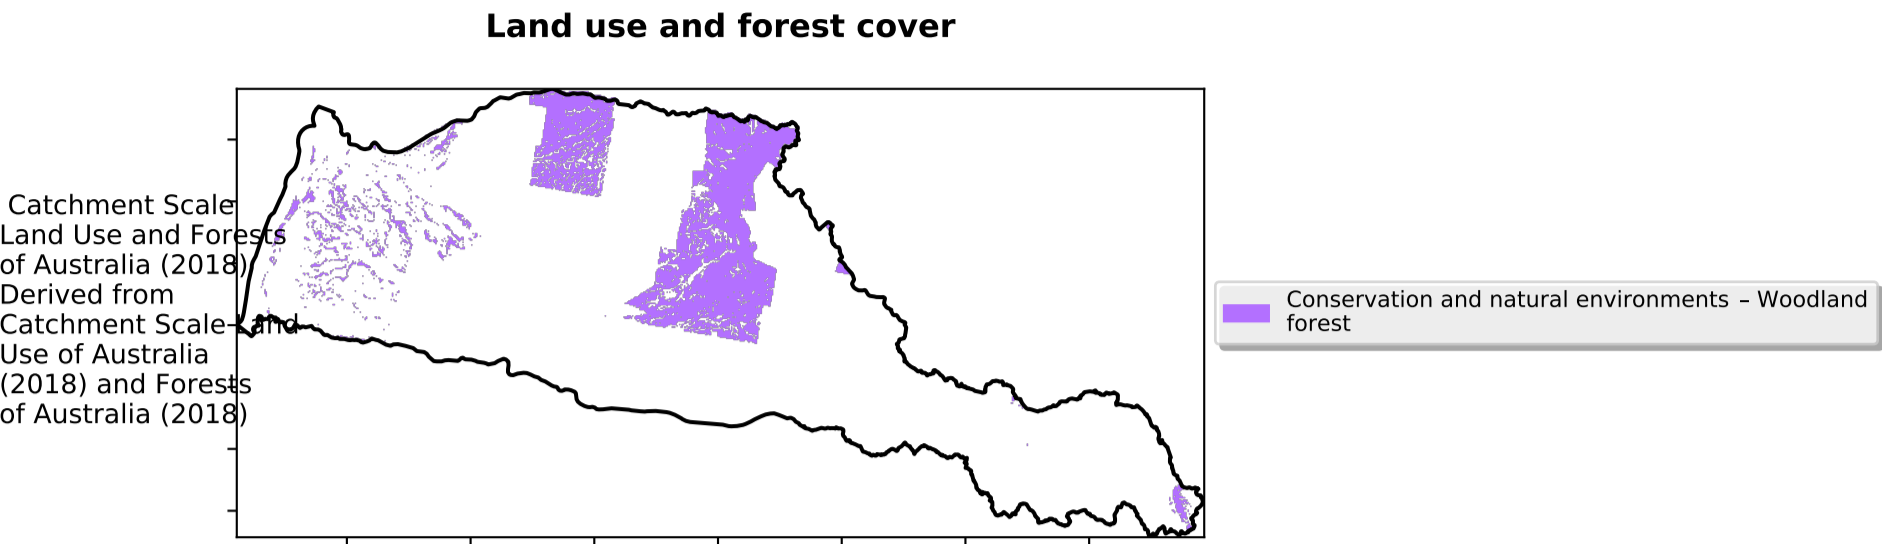 Land use and forest cover
Catchment Scale
Land Use and Forests
of Australia (2018)
Derived from
Catchment Scale Land
Use of Australia
(2018) and Forests
of Australia (2018)
Conservation and natural environments – Woodland
forest